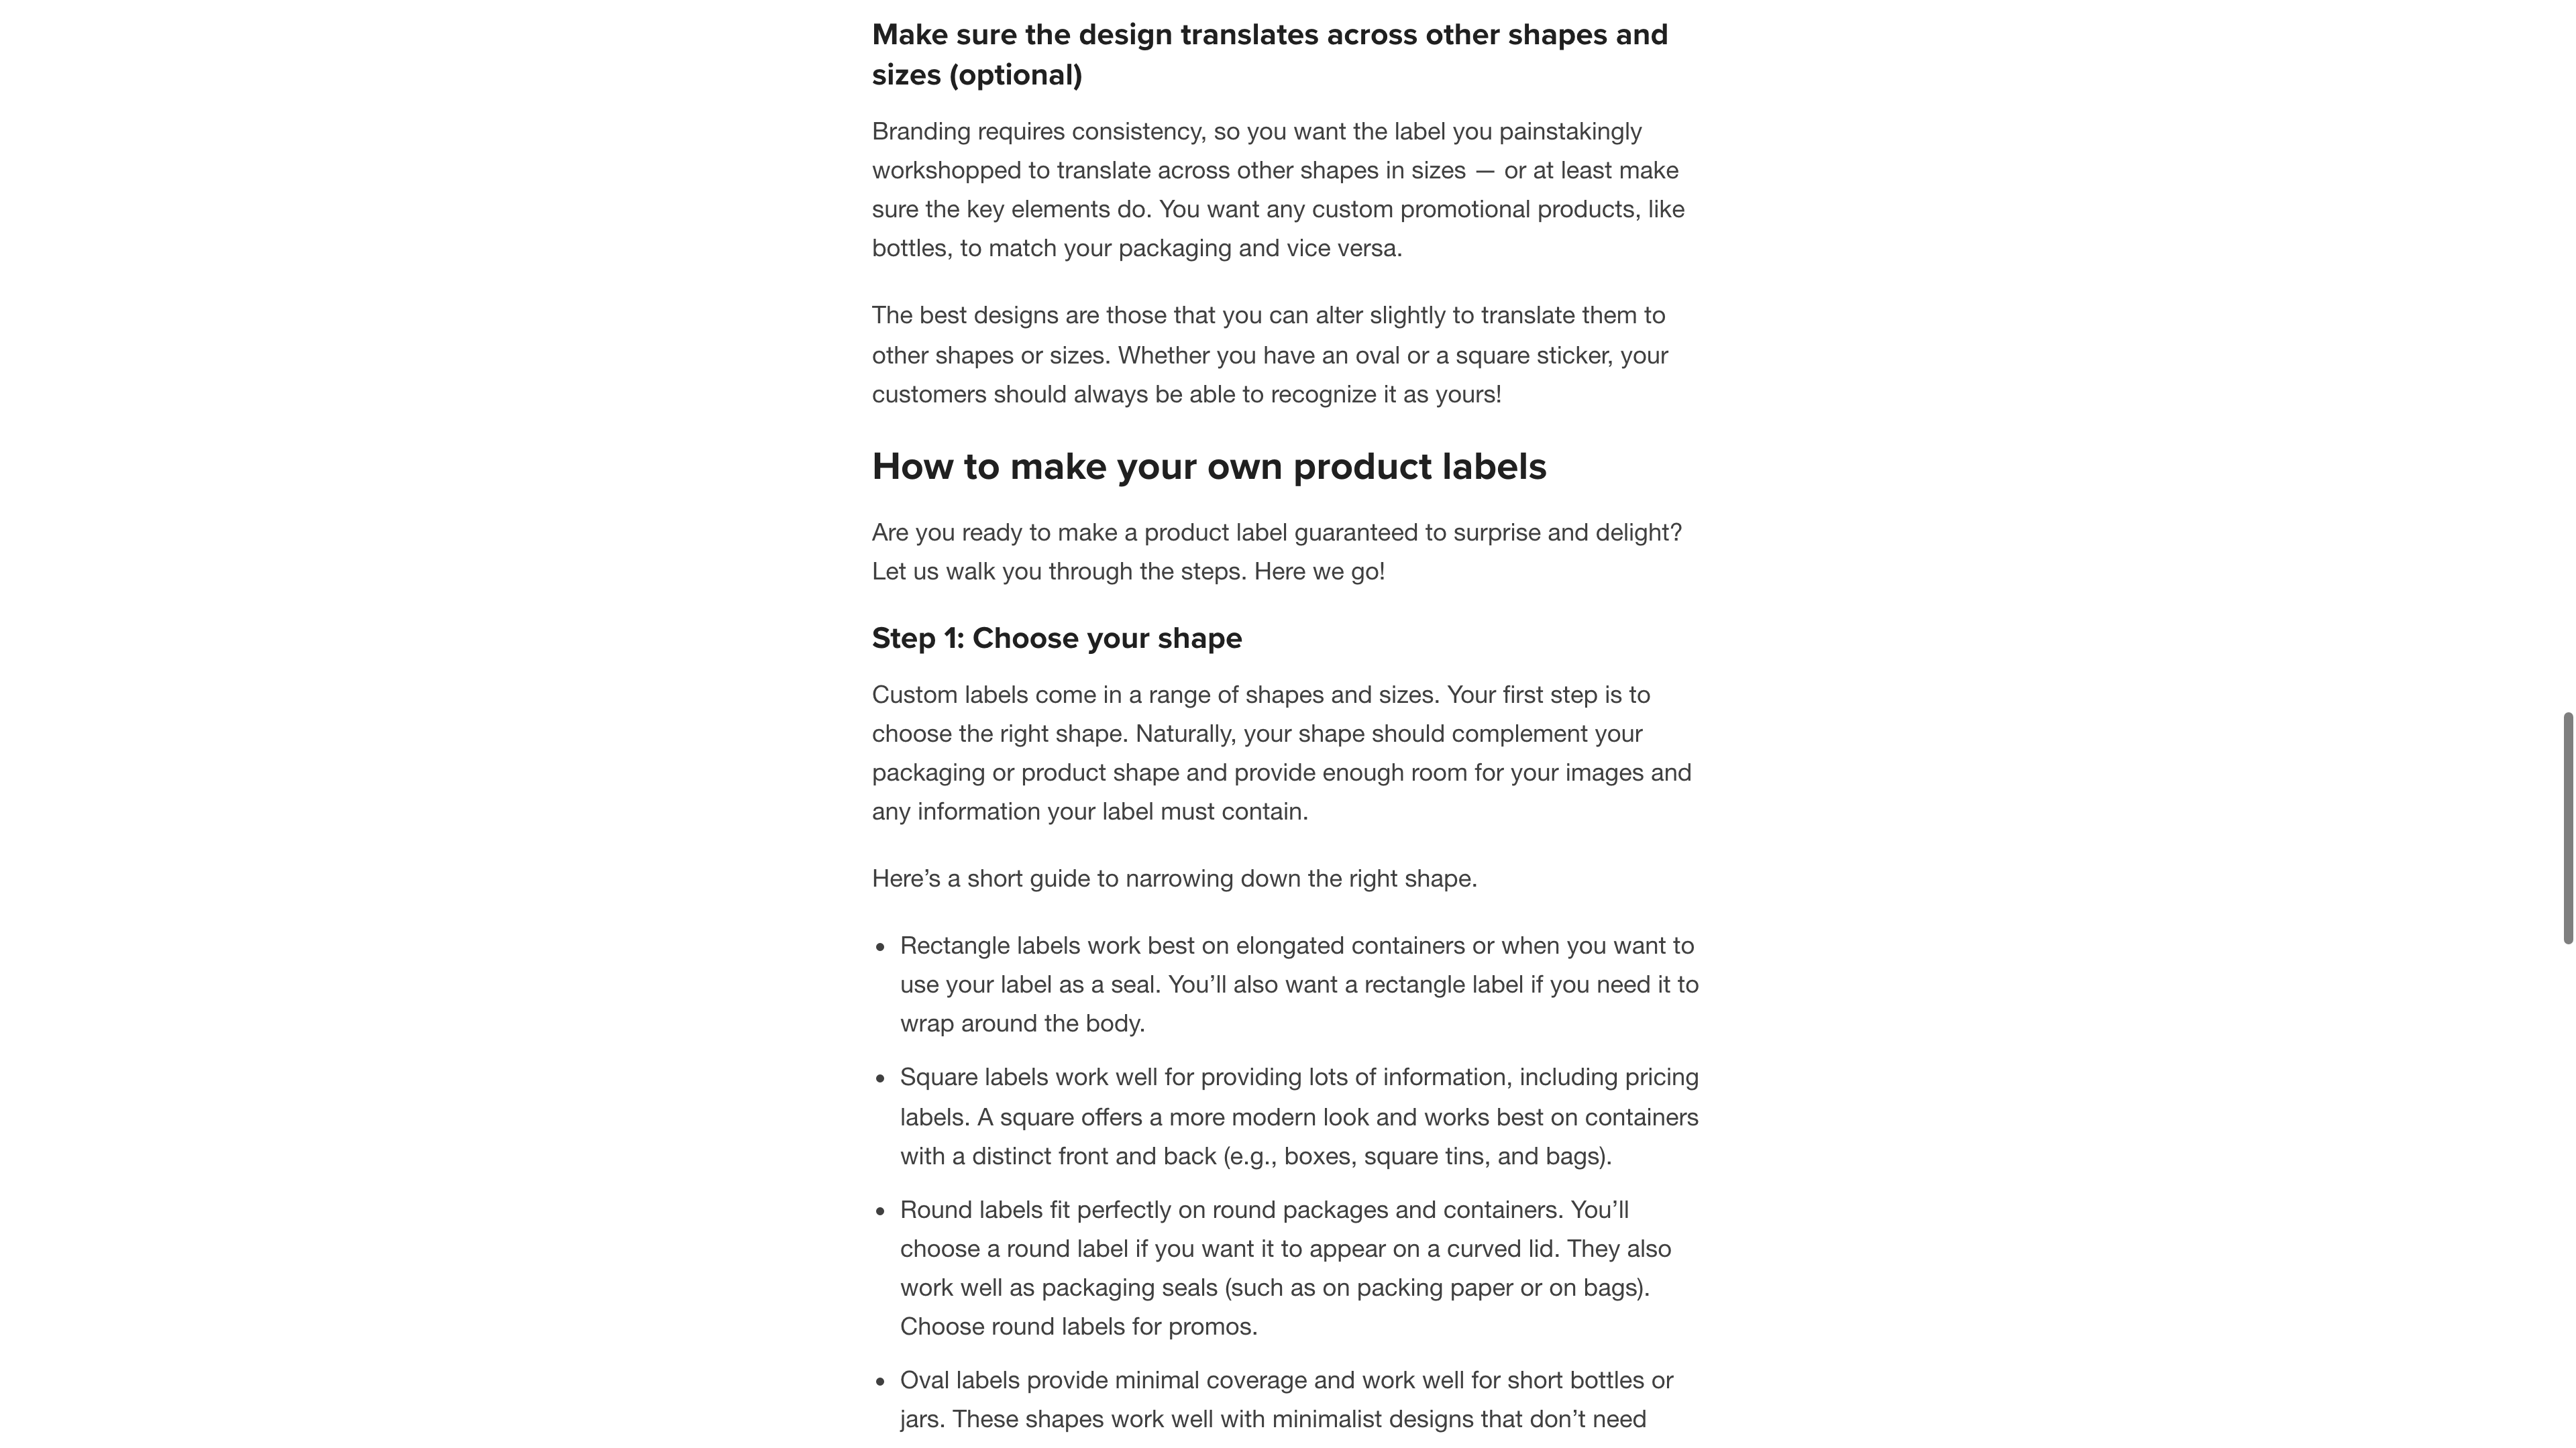 Make sure the design translates across other shapes and
sizes (optional)
Branding requires consistency, so you want the label you painstakingly
workshopped to translate across other shapes in sizes — or at least make
sure the key elements do. You want any custom promotional products, like
bottles, to match your packaging and vice versa.
The best designs are those that you can alter slightly to translate them to
other shapes or sizes. Whether you have an oval or a square sticker, your
customers should always be able to recognize it as yours!
How to make your own product labels
Are you ready to make a product label guaranteed to surprise and delight?
Let us walk you through the steps. Here we go!
Step 1: Choose your shape
Custom labels come in a range of shapes and sizes. Your first step is to
choose the right shape. Naturally, your shape should complement your
packaging or product shape and provide enough room for your images and
any information your label must contain.
Here’s a short guide to narrowing down the right shape.
• Rectangle labels work best on elongated containers or when you want to
use your label as a seal. You’ll also want a rectangle label if you need it to
wrap around the body.
• Square labels work well for providing lots of information, including pricing
labels. A square offers a more modern look and works best on containers
with a distinct front and back (e.g., boxes, square tins, and bags).
• Round labels fit perfectly on round packages and containers. You’ll
choose a round label if you want it to appear on a curved lid. They also
work well as packaging seals (such as on packing paper or on bags).
Choose round labels for promos.
• Oval labels provide minimal coverage and work well for short bottles or
jars. These shapes work well with minimalist designs that don’t need